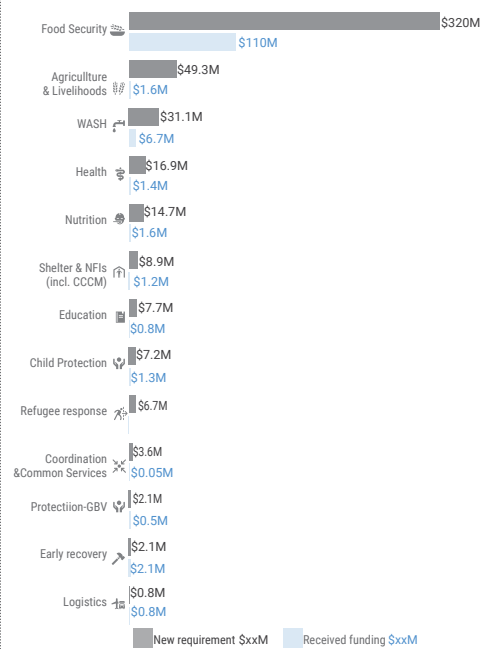 Food Security
$320M
$110M
Agricullture
& Livelihoods
$49.3M
$1.6M
WASH
$31.1M
$6.7M
Health
$16.9M
$1.4M
Nutrition
$14.7M
$1.6M
Shelter & NFIs
(incl. CCCM)
$8.9M
$1.2M
Education
$7.7M
$0.8M
Child Protection
$7.2M
$1.3M
Refugee response
$6.7M
Coordination
&Common Services
$3.6M
$0.05M
Protectiion-GBV
$2.1M
$0.5M
Early recovery
$2.1M
$2.1M
Logistics
$0.8M
$0.8M
New requirement $xxM
Received funding $xxM